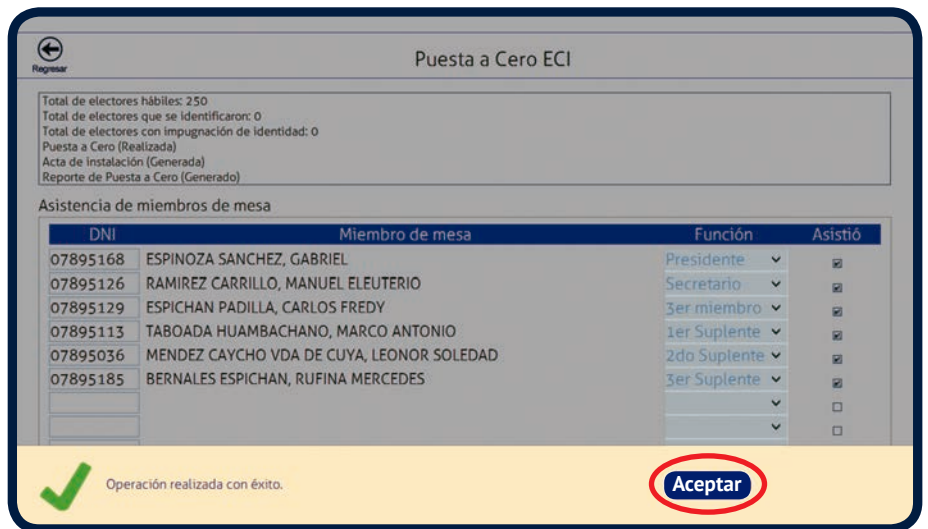 Regresar
Puesta a Cero ECI
Total de electores hábiles: 250
Total de electores que se identificaron: 0
Total de electores con impugnación de identidad: 0
Puesta a Cero (Realizada)
Acta de instalación (Generada)
Reporte de Puesta a Cero (Generado)
Asistencia de miembros de mesa
DNI Miembro de mesa Función Asistió
07895168 ESPINOZA SANCHEZ, GABRIEL Presidente
07895126 RAMIREZ CARRILLO, MANUEL ELEUTERIO Secretario
07895129 ESPICHAN PADILLA, CARLOS FREDY 3er miembro
07895113 TABOADA HUAMBACHANO, MARCO ANTONIO 1er Suplente
07895036 MENDEZ CAYCHO VDA DE CUYA, LEONOR SOLEDAD 2do Suplente
07895185 BERNALES ESPICHAN, RUFINA MERCEDES 3er Suplente
Operación realizada con éxito. Aceptar